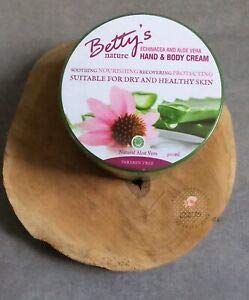 Betty's
nature
ECHINACEA AND ALOE VERA
HAND & BODY CREAM
SOOTHING NOURISHING RECOVERING PROTECTING
SUITABLE FOR DRY AND HEALTHY SKIN
Natural Aloe Vera
PARABEN FREE